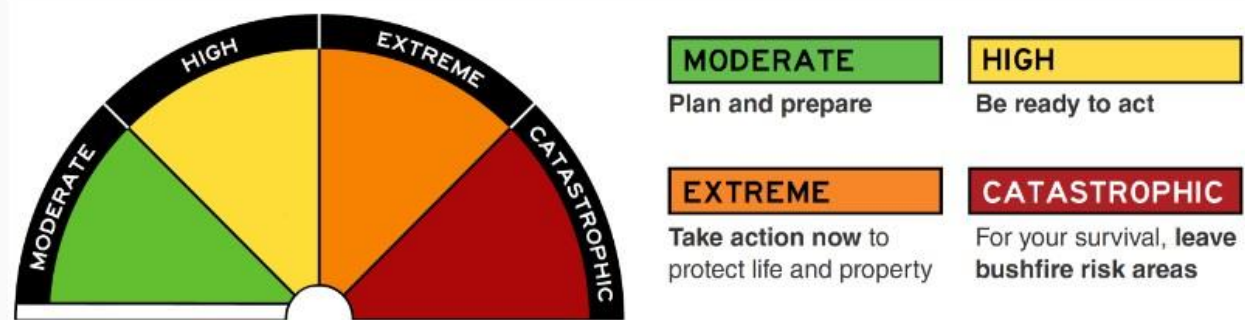 MODERATE
HIGH
EXTREME
CATASTROPHIC
MODERATE
Plan and prepare
HIGH
Be ready to act
EXTREME
Take action now to
protect life and property
CATASTROPHIC
For your survival, leave
bushfire risk areas